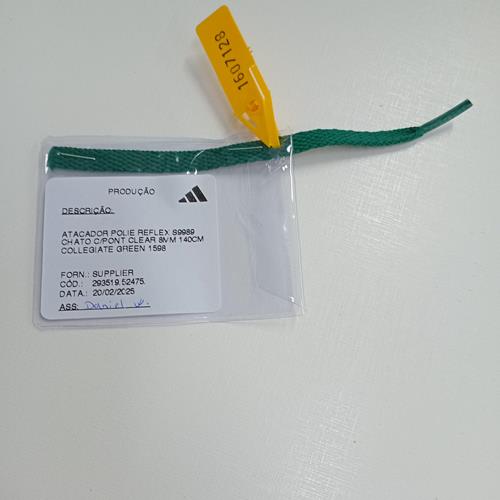 1607128
PRODUÇÃO
DESCRIÇÃO:
ATACADOR POLIE REFLEX S9989
CHATO C/PONT CLEAR 8MM 140CM
COLLEGIATE GREEN 1598
FORN.: SUPPLIER
CÓD.: 293519.52475.
DATA.: 20/02/2025
ASS: Daniel W.